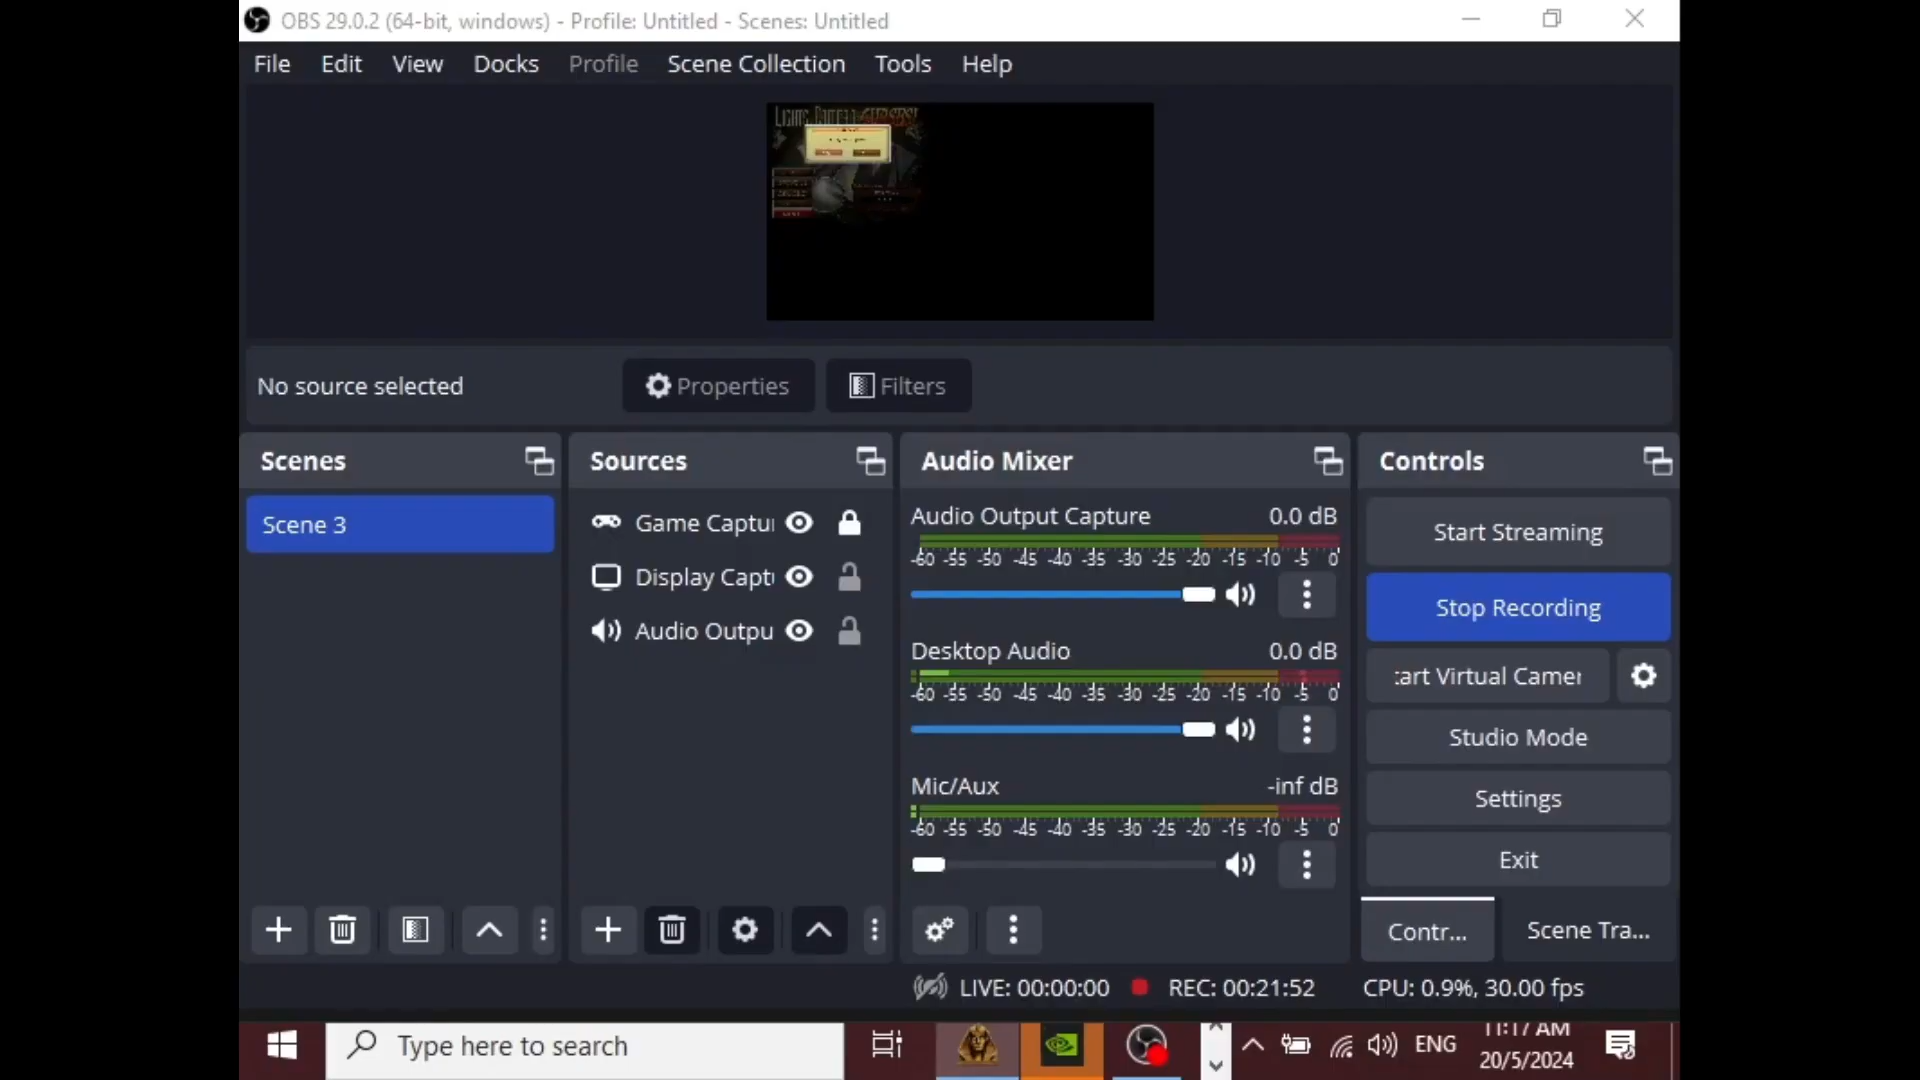 OBS 29.0.2 (64-bit, windows) - Profile: Untitled - Scenes: Untitled
File Edit View Docks Profile Scene Collection Tools Help
No source selected
Properties
Filters
Scenes
Scene 3
Sources
Game Captu
Display Capt
Audio Outpu
Audio Mixer
Audio Output Capture 0.0 dB
-60 -55 -50 -45 -40 -35 -30 -25 -20 -15 -10 -5 0
Desktop Audio 0.0 dB
-60 -55 -50 -45 -40 -35 -30 -25 -20 -15 -10 -5 0
Mic/Aux -inf dB
-60 -55 -50 -45 -40 -35 -30 -25 -20 -15 -10 -5 0
Controls
Start Streaming
Stop Recording
art Virtual Camer
Studio Mode
Settings
Exit
Contr...
Scene Tra...
LIVE: 00:00:00
REC: 00:21:52
CPU: 0.9%, 30.00 fps
Type here to search
ENG
11:17 AM
20/5/2024